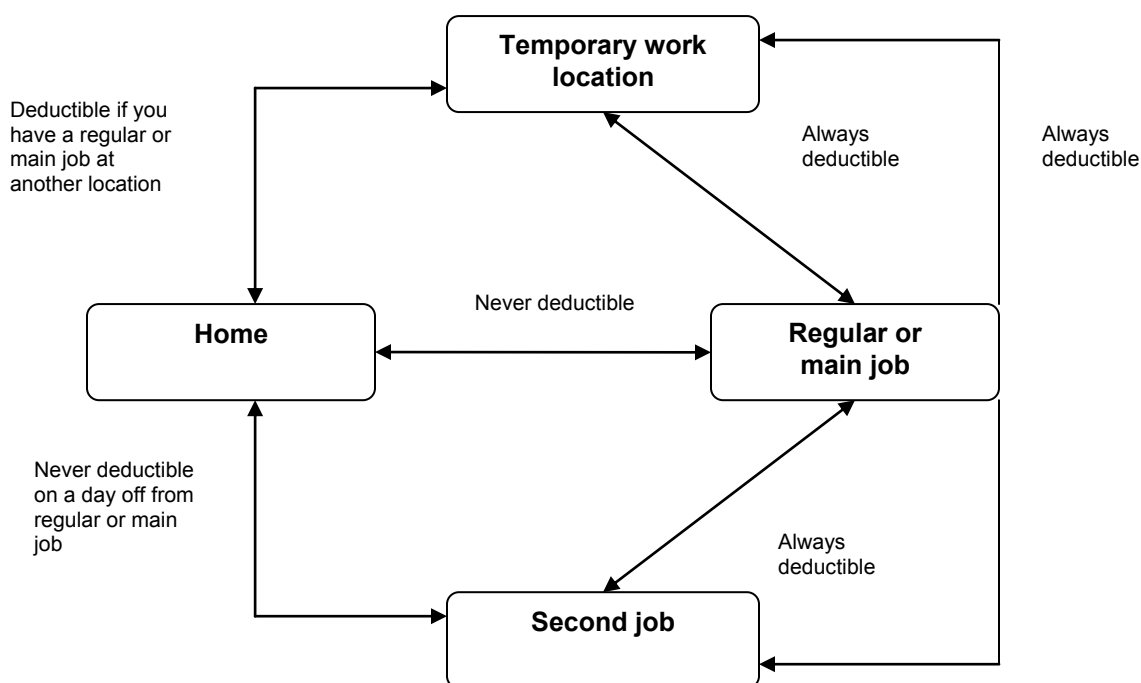 Temporary work
location
Deductible if you
have a regular or
main job at
another location
Always
deductible
Always
deductible
Never deductible
Home
Regular or
main job
Never deductible
on a day off from
regular or main
job
Always
deductible
Second job